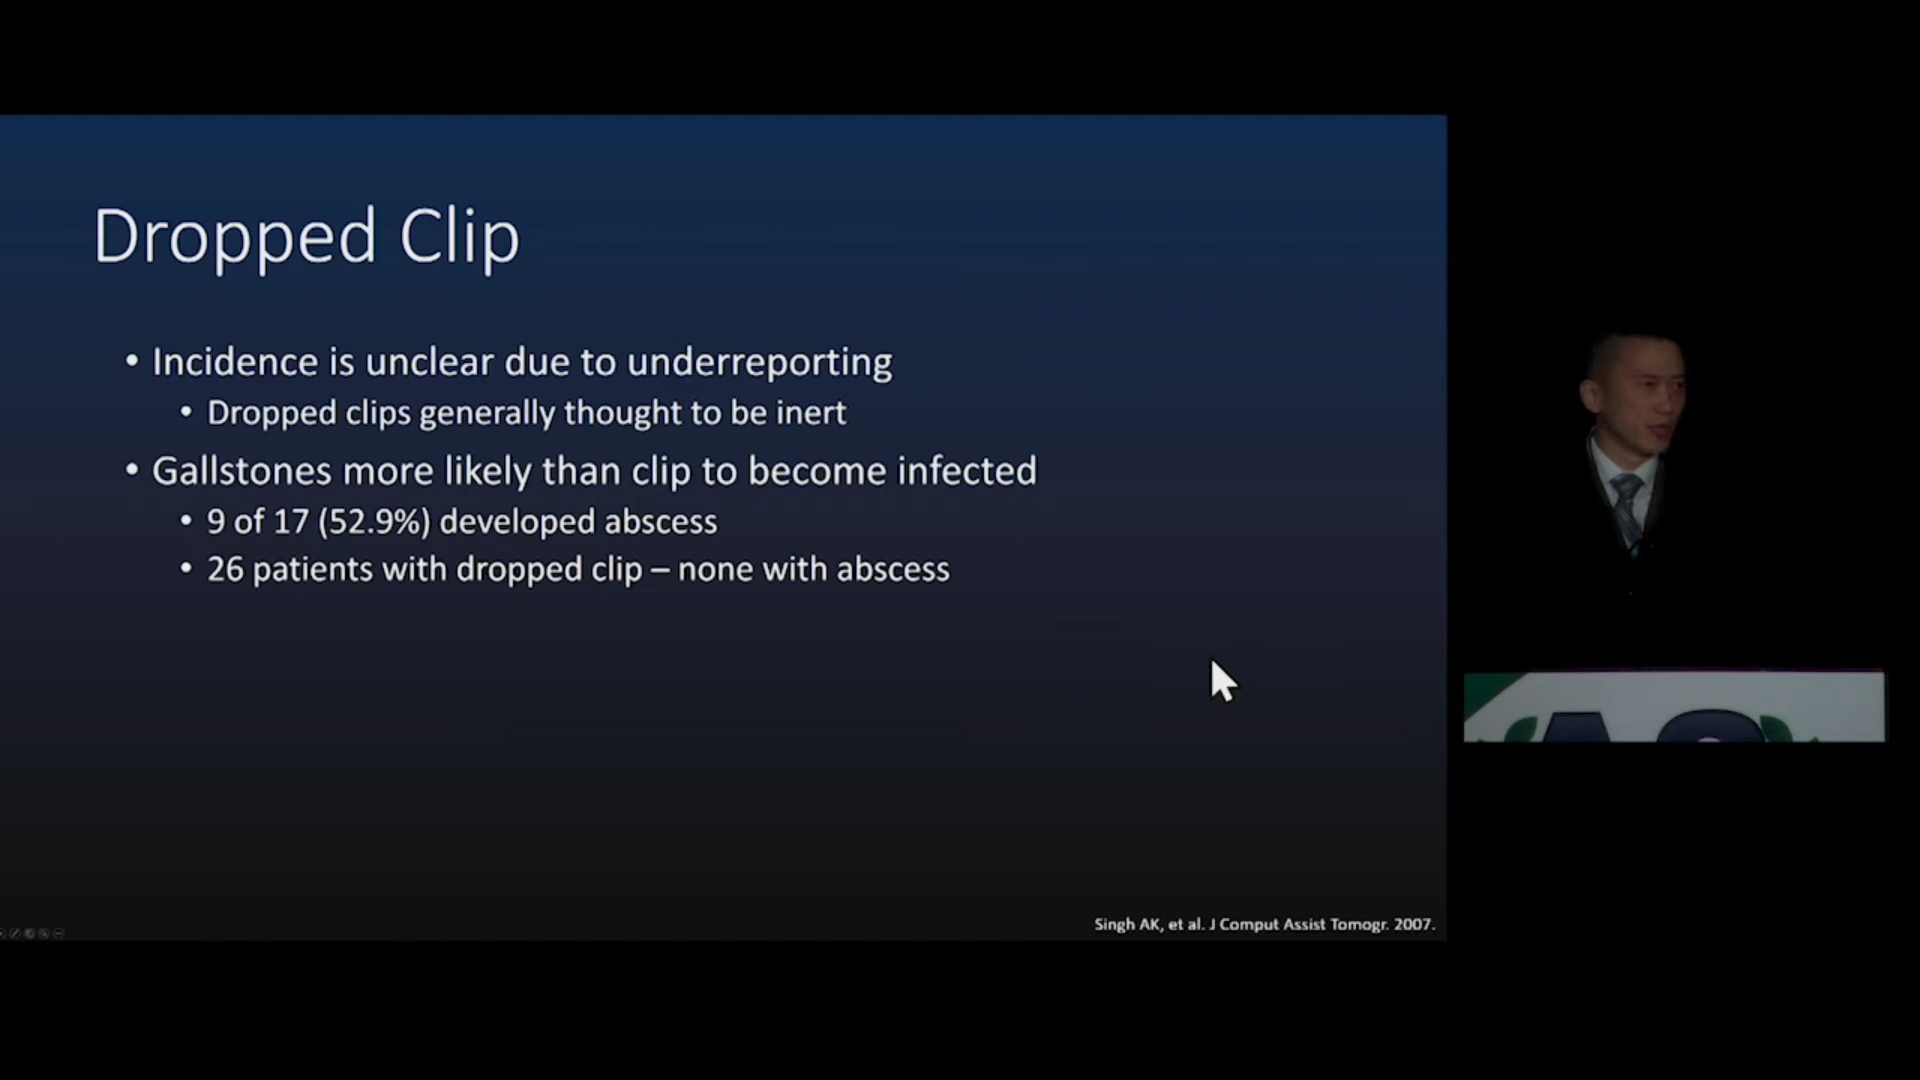 Dropped Clip
• Incidence is unclear due to underreporting
• Dropped clips generally thought to be inert
• Gallstones more likely than clip to become infected
• 9 of 17 (52.9%) developed abscess
• 26 patients with dropped clip – none with abscess
Singh AK, et al. J Comput Assist Tomogr. 2007.